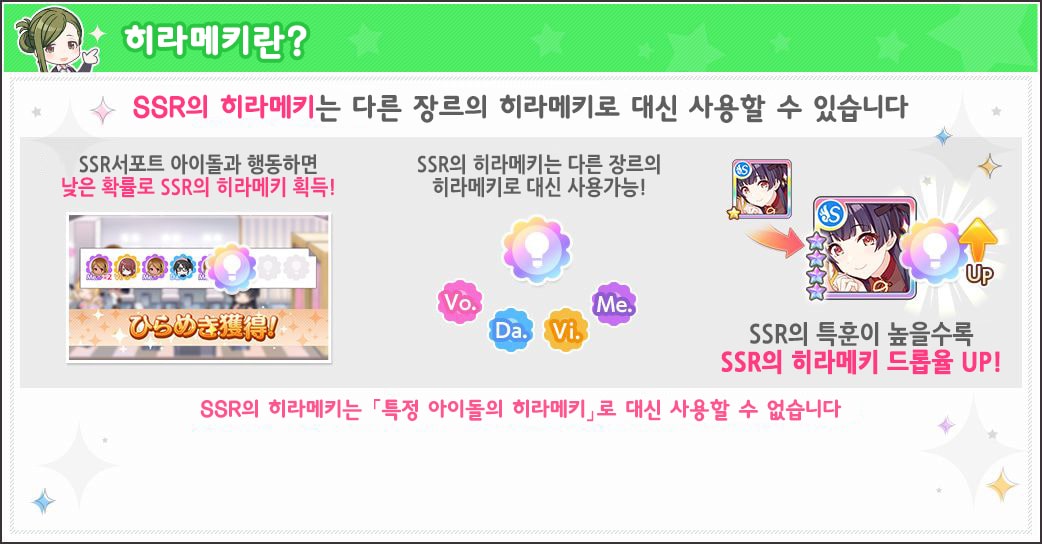 히라메키란?
SSR의 히라메키는 다른 장르의 히라메키로 대신 사용할 수 있습니다
SSR서포트 아이돌과 행동하면
낮은 확률로 SSR의 히라메키 획득!
ひらめき獲得!
SSR의 히라메키는 다른 장르의
히라메키로 대신 사용가능!
Vo.
Da.
Vi.
Me.
S
S
UP
SSR의 특훈이 높을수록
SSR의 히라메키 드롭율 UP!
SSR의 히라메키는 「특정 아이돌의 히라메키」로 대신 사용할 수 없습니다